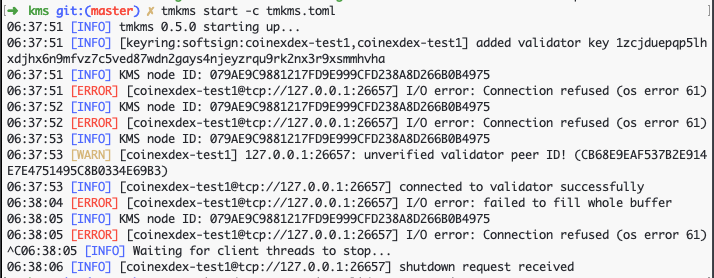 [➜  kms git:(master) ✗ tmkms start -c tmkms.toml ]
06:37:51 [INFO] tmkms 0.5.0 starting up...
06:37:51 [INFO] [keyring:softsign:coinexdex-test1,coinexdex-test1] added validator key 1zcjduepqp5lh
xdjhx6n9mfvz7c5ved87wdn2gays4njeyzrqu9rk2nx3r9xsmmhvha
06:37:51 [INFO] KMS node ID: 079AE9C9881217FD9E999CFD238A8D266B0B4975
06:37:51 [ERROR] [coinexdex-test1@tcp://127.0.0.1:26657] I/O error: Connection refused (os error 61)
06:37:52 [INFO] KMS node ID: 079AE9C9881217FD9E999CFD238A8D266B0B4975
06:37:52 [ERROR] [coinexdex-test1@tcp://127.0.0.1:26657] I/O error: Connection refused (os error 61)
06:37:53 [INFO] KMS node ID: 079AE9C9881217FD9E999CFD238A8D266B0B4975
06:37:53 [WARN] [coinexdex-test1] 127.0.0.1:26657: unverified validator peer ID! (CB68E9EAF537B2E914
E7E4751495C8B0334E69B3)
06:37:53 [INFO] [coinexdex-test1@tcp://127.0.0.1:26657] connected to validator successfully
06:38:04 [ERROR] [coinexdex-test1@tcp://127.0.0.1:26657] I/O error: failed to fill whole buffer
06:38:05 [INFO] KMS node ID: 079AE9C9881217FD9E999CFD238A8D266B0B4975
06:38:05 [ERROR] [coinexdex-test1@tcp://127.0.0.1:26657] I/O error: Connection refused (os error 61)
^C06:38:05 [INFO] Waiting for client threads to stop...
06:38:06 [INFO] [coinexdex-test1@tcp://127.0.0.1:26657] shutdown request received